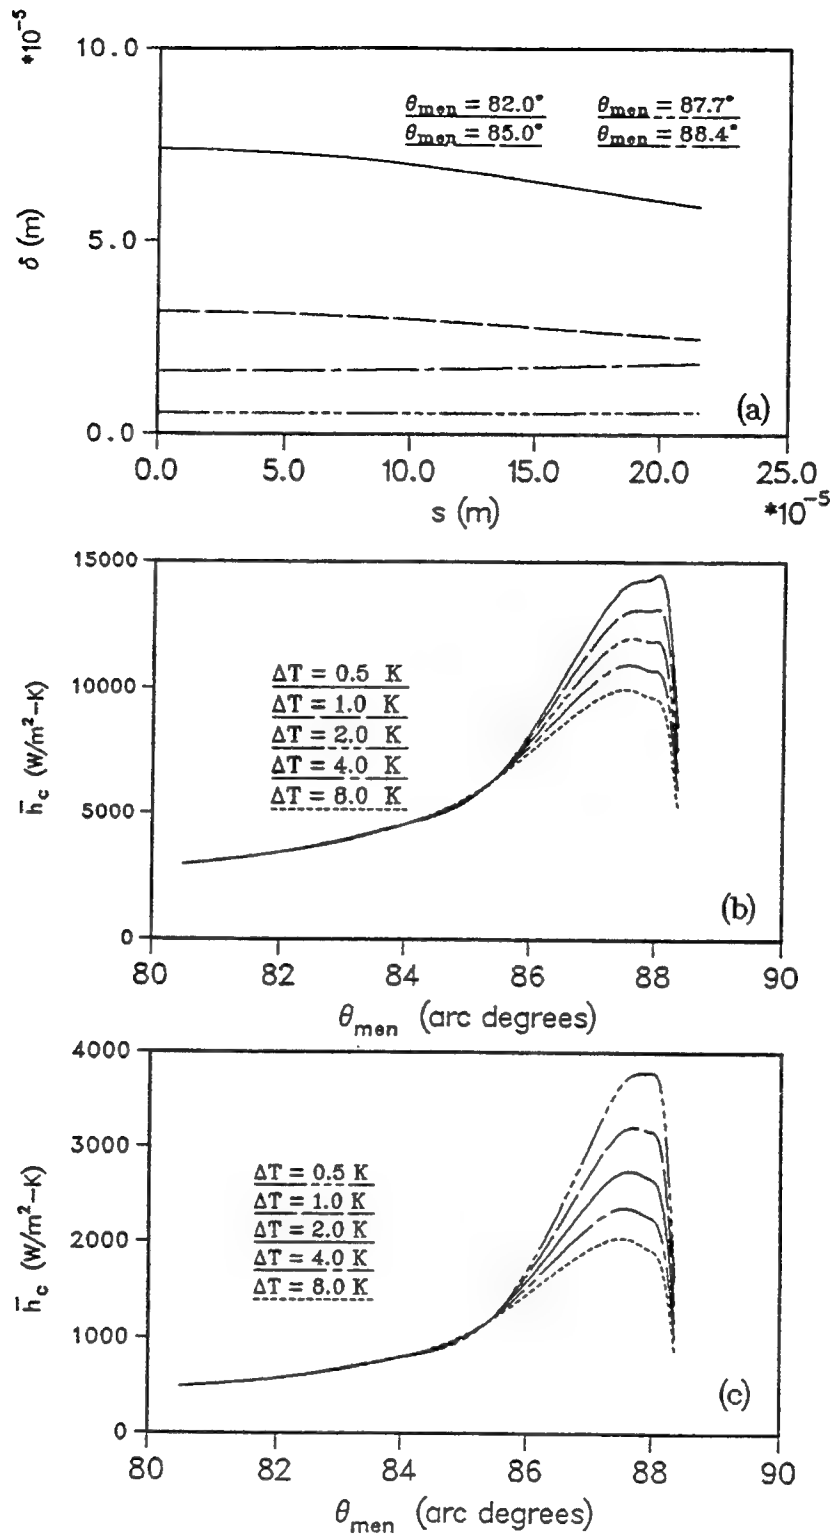 *10⁻⁵
10.0
θmen = 82.0° θmen = 87.7°
θmen = 85.0° θmen = 88.4°
δ (m)
5.0
(a)
0.0
0.0 5.0 10.0 15.0 20.0 25.0
s (m) *10⁻⁵
15000
ΔT = 0.5 K
10000
ΔT = 1.0 K
ΔT = 2.0 K
ΔT = 4.0 K
ΔT = 8.0 K
h̄c (W/m²−K)
5000
(b)
0
80 82 84 86 88 90
θmen (arc degrees)
4000
3000
ΔT = 0.5 K
ΔT = 1.0 K
ΔT = 2.0 K
ΔT = 4.0 K
ΔT = 8.0 K
h̄c (W/m²−K)
2000
1000
(c)
0
80 82 84 86 88 90
θmen (arc degrees)